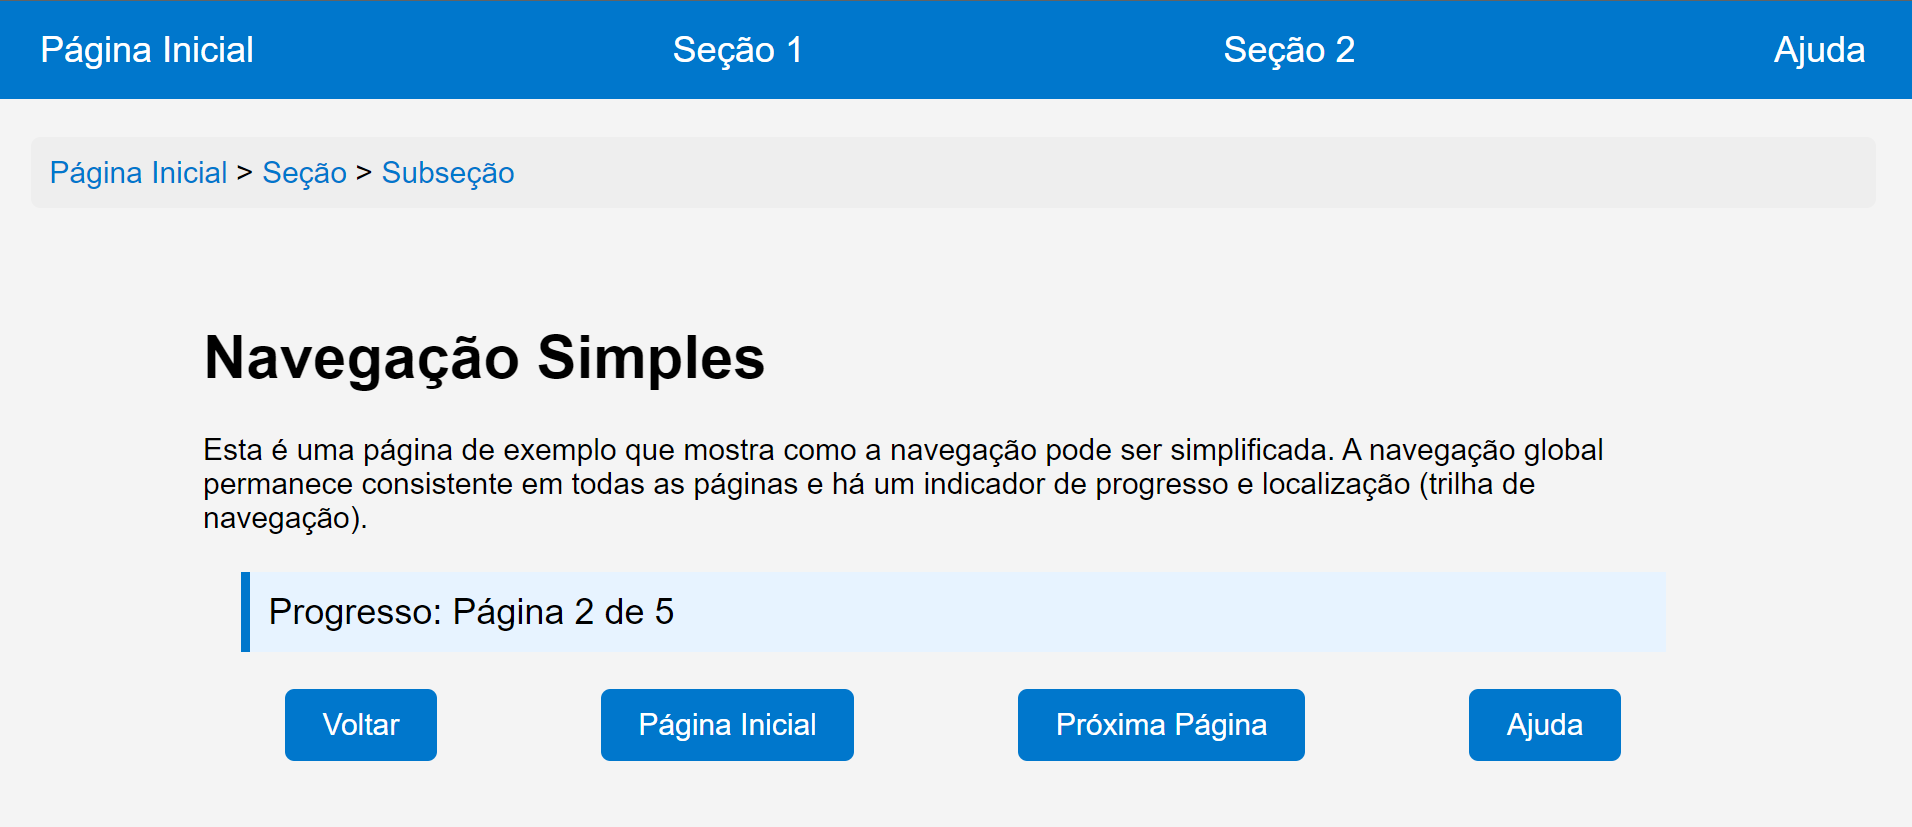 Página Inicial Seção 1 Seção 2 Ajuda
Página Inicial > Seção > Subseção
Navegação Simples
Esta é uma página de exemplo que mostra como a navegação pode ser simplificada. A navegação global
permanece consistente em todas as páginas e há um indicador de progresso e localização (trilha de
navegação).
Progresso: Página 2 de 5
Voltar Página Inicial Próxima Página Ajuda